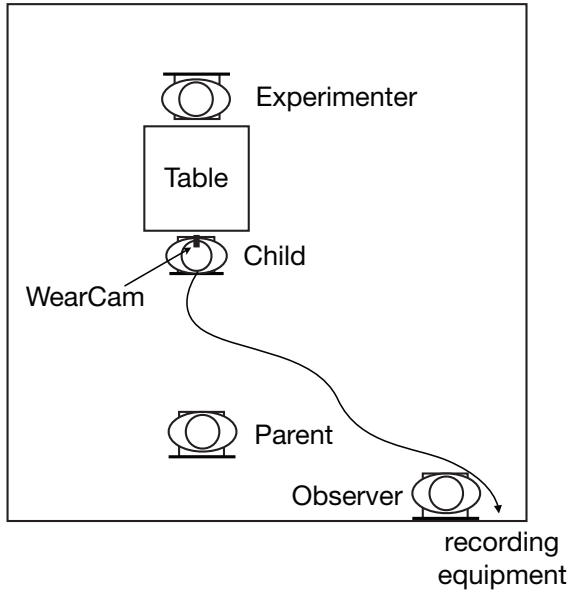 Experimenter
Table
Child
WearCam
Parent
Observer
recording
equipment